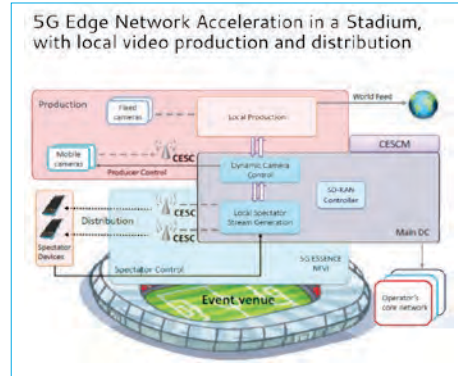 5G Edge Network Acceleration in a Stadium,
with local video production and distribution
Production
Fixed
cameras
Local Production
World Feed
CESCM
Mobile
cameras
CESC
Producer Control
Dynamic Camera
Control
SD-RAN
Controller
Distribution
CESC
CESC
Local Spectator
Stream Generation
Main DC
Spectator
Devices
Spectator Control
5G ESSENCE
NFVI
Event venue
Operator's
core network